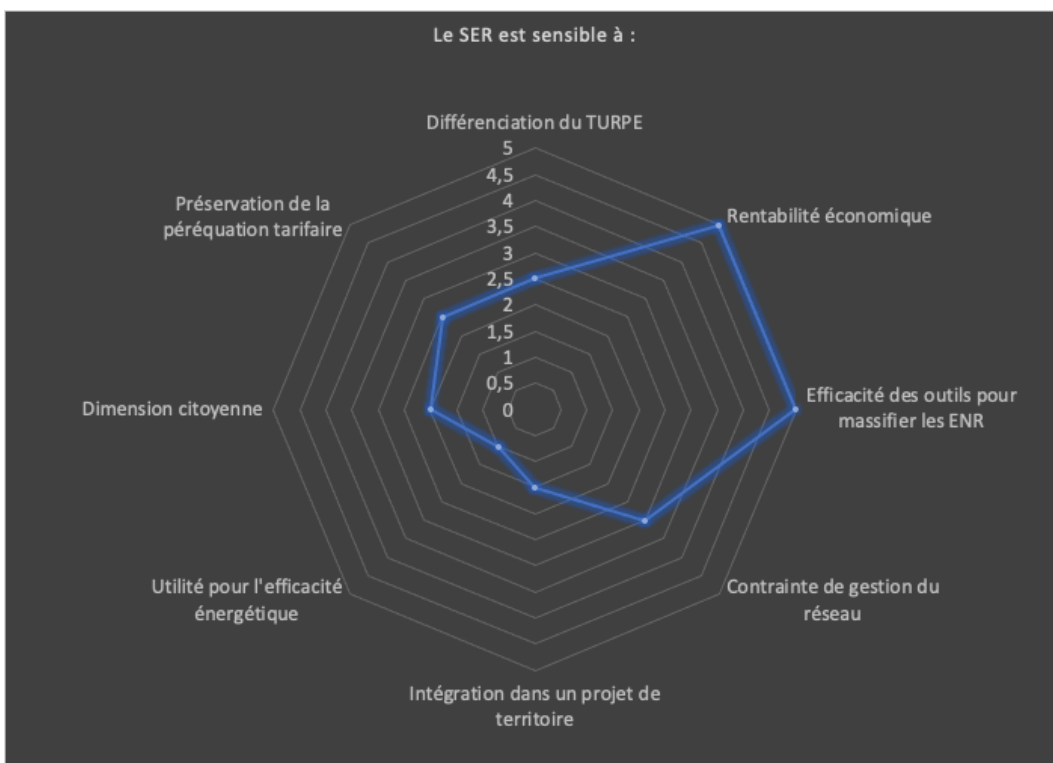 Le SER est sensible à :
Différenciation du TURPE
5
4,5
4
3,5
3
2,5
2
1,5
1
0,5
0
Rentabilité économique
Efficacité des outils pour
massifier les ENR
Contrainte de gestion du
réseau
Intégration dans un projet de
territoire
Utilité pour l'efficacité
énergétique
Dimension citoyenne
Préservation de la
péréquation tarifaire